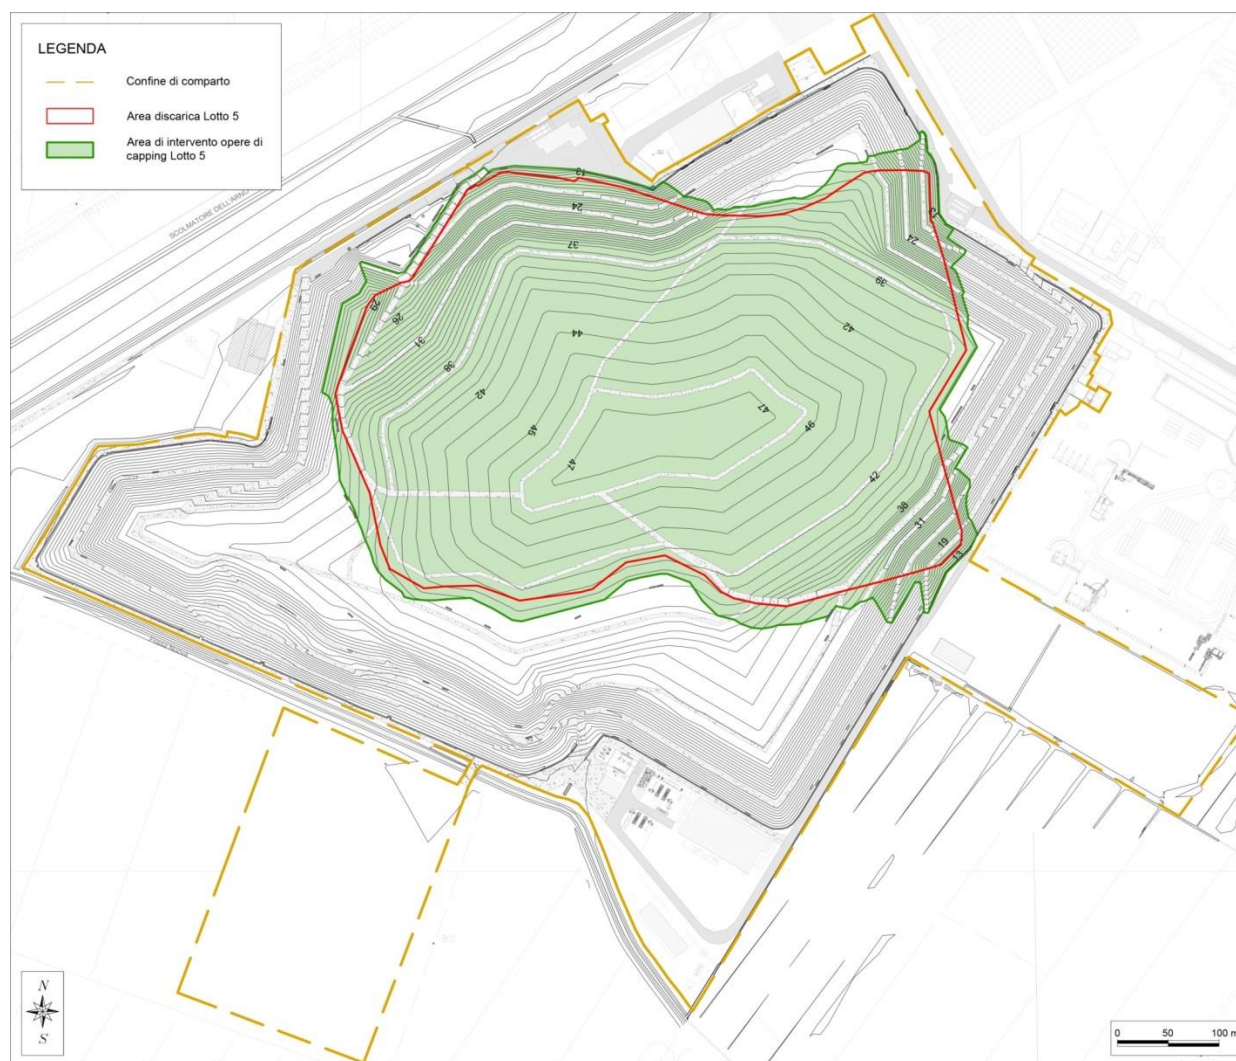 LEGENDA
Confine di comparto
Area discarica Lotto 5
Area di intervento opere di
capping Lotto 5
SCOLMATORE DELL'ARNO
13
24
37
39
13
24
29
26
31
38
42
44
42
45
47
47
46
42
38
31
19
13
N
S
0 50 100 m